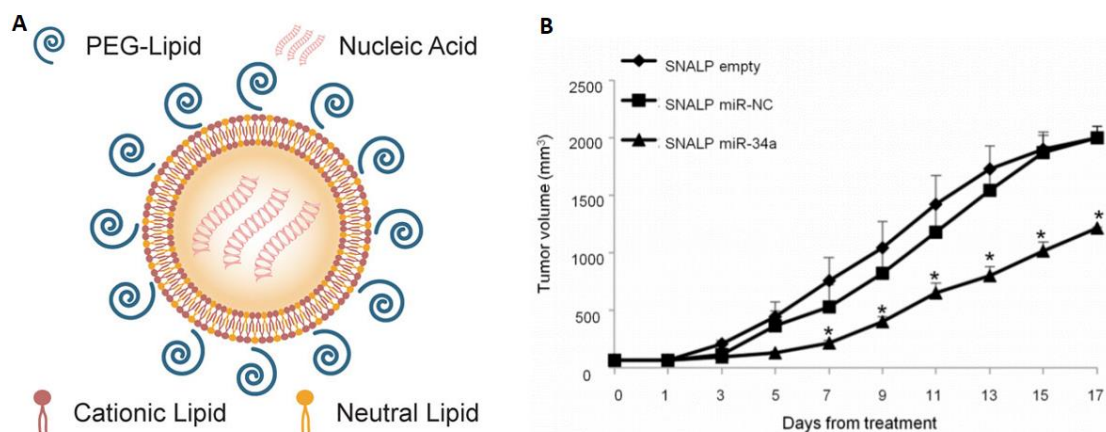 A
PEG-Lipid
Nucleic Acid
Cationic Lipid
Neutral Lipid
B
SNALP empty
SNALP miR-NC
SNALP miR-34a
Tumor volume (mm³)
2500
2000
1500
1000
500
0
* * * * * *
0 1 3 5 7 9 11 13 15 17
Days from treatment